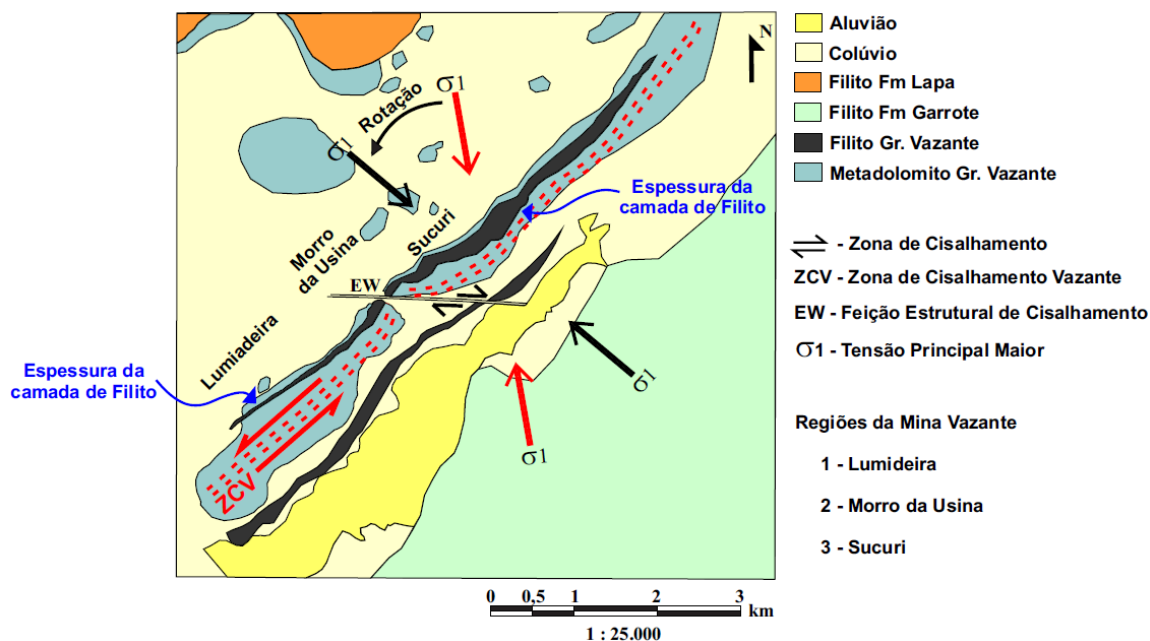 N
σ1
Rotação
σ1
Espessura da
camada de Filito
Sucuri
Morro
da Usina
EW
Lumiadeira
Espessura da
camada de Filito
σ1
σ1
ZCV
Aluvião
Colúvio
Filito Fm Lapa
Filito Fm Garrote
Filito Gr. Vazante
Metadolomito Gr. Vazante
- Zona de Cisalhamento
ZCV - Zona de Cisalhamento Vazante
EW - Feição Estrutural de Cisalhamento
σ1 - Tensão Principal Maior
Regiões da Mina Vazante
1 - Lumideira
2 - Morro da Usina
3 - Sucuri
0 0,5 1 2 3
km
1 : 25.000